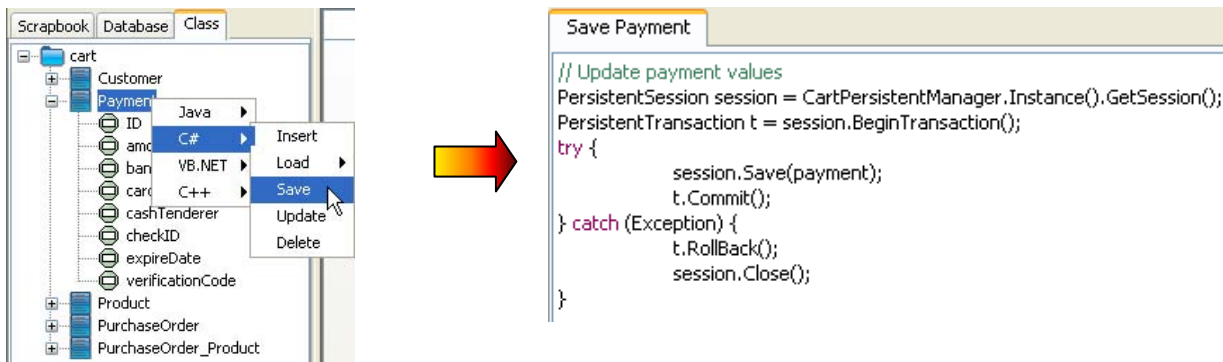 Scrapbook Database Class
cart
Customer
Payment
ID
cashTenderer
checkID
expireDate
verificationCode
Product
PurchaseOrder
PurchaseOrder_Product
Java
C#
VB.NET
C++
Insert
Load
Save
Update
Delete
Save Payment
// Update payment values
PersistentSession session = CartPersistentManager.Instance().GetSession();
PersistentTransaction t = session.BeginTransaction();
try {
session.Save(payment);
t.Commit();
} catch (Exception) {
t.RollBack();
session.Close();
}